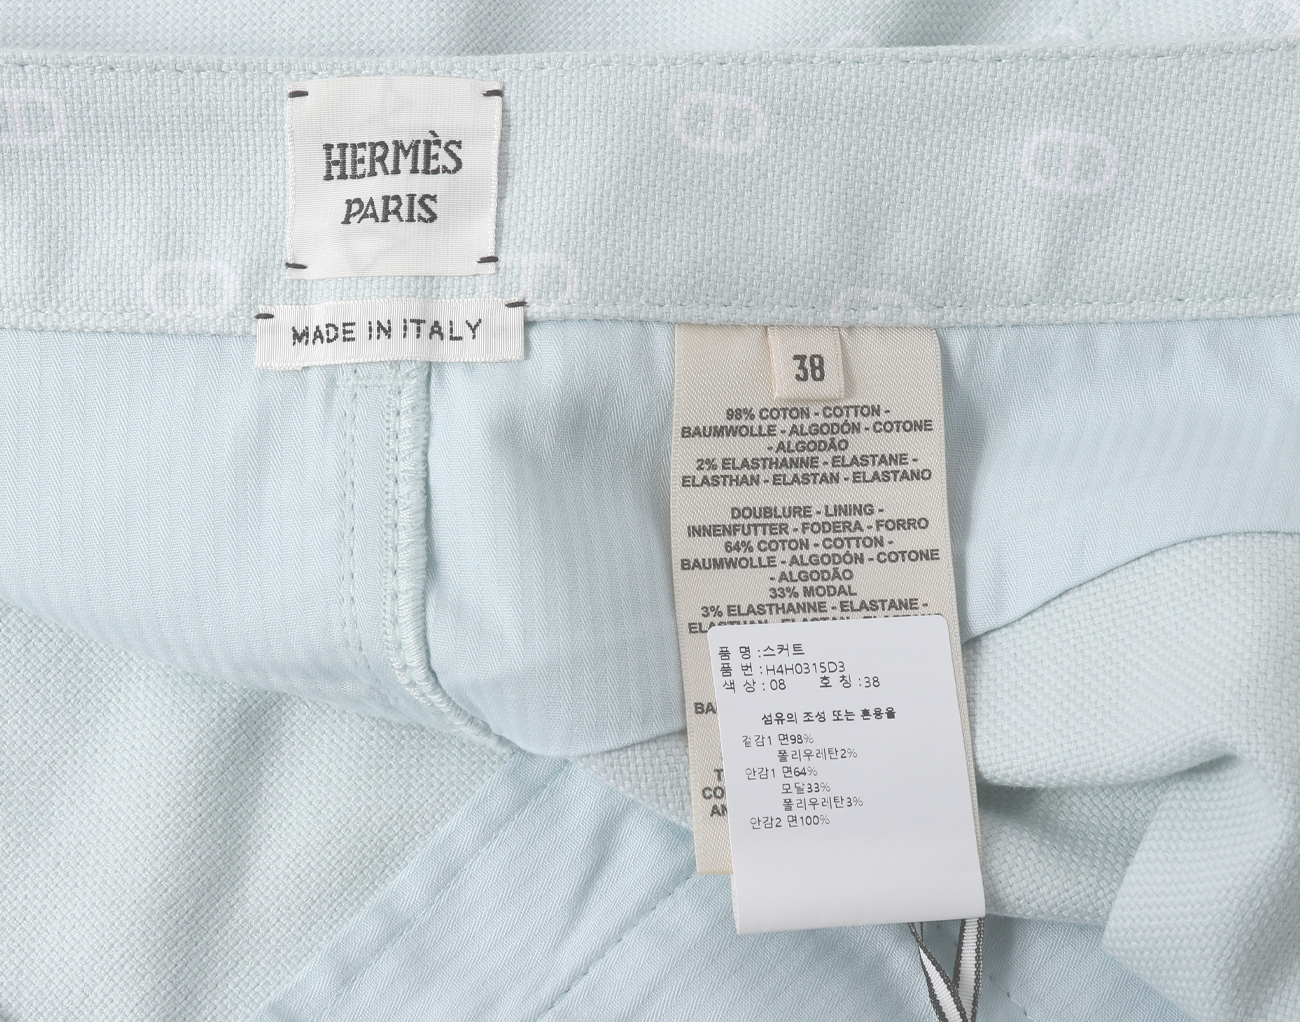 HERMÈS
PARIS
MADE IN ITALY
38
98% COTON - COTTON -
BAUMWOLLE - ALGODÓN - COTONE
- ALGODÃO
2% ELASTHANNE - ELASTANE -
ELASTHAN - ELASTAN - ELASTANO
DOUBLURE - LINING -
INNENFUTTER - FODERA - FORRO
64% COTON - COTTON -
BAUMWOLLE - ALGODÓN - COTONE
- ALGODÃO
33% MODAL
3% ELASTHANNE - ELASTANE -
ELASTHAN - ELASTAN - ELASTANO
품 명 : 스커트
품 번 : H4H0315D3
색 상 : 08 호 칭 : 38
섬유의 조성 또는 혼용율
겉감1 면98%
폴리우레탄2%
안감1 면64%
모달33%
폴리우레탄3%
안감2 면100%